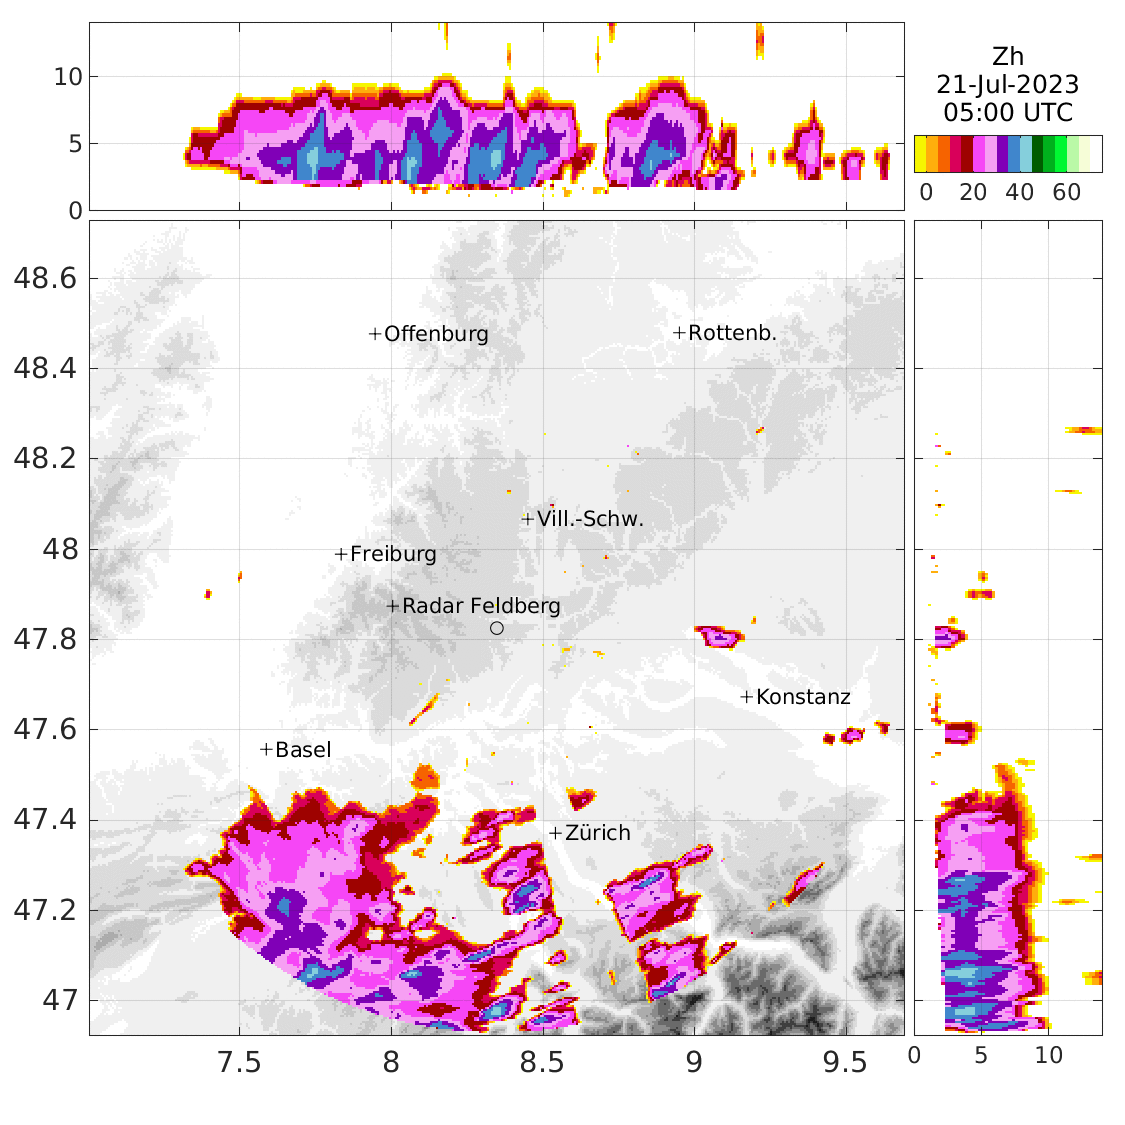 10
5
0
Zh
21-Jul-2023
05:00 UTC
0 20 40 60
48.6
48.4
48.2
48
47.8
47.6
47.4
47.2
47
+Offenburg
+Rottenb.
+Vill.-Schw.
+Freiburg
+Radar Feldberg
+Konstanz
+Basel
+Zürich
7.5 8 8.5 9 9.5
0 5 10